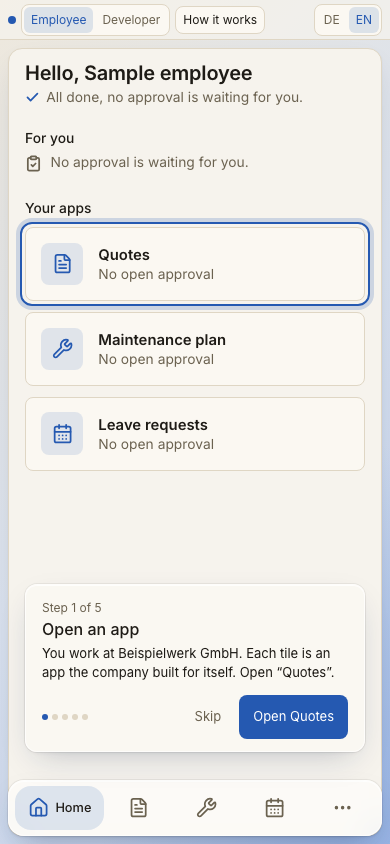 Employee
Developer
How it works
DE
EN
Hello, Sample employee
All done, no approval is waiting for you.
For you
No approval is waiting for you.
Your apps
Quotes
No open approval
Maintenance plan
No open approval
Leave requests
No open approval
Step 1 of 5
Open an app
You work at Beispielwerk GmbH. Each tile is an
app the company built for itself. Open “Quotes”.
Skip
Open Quotes
Home